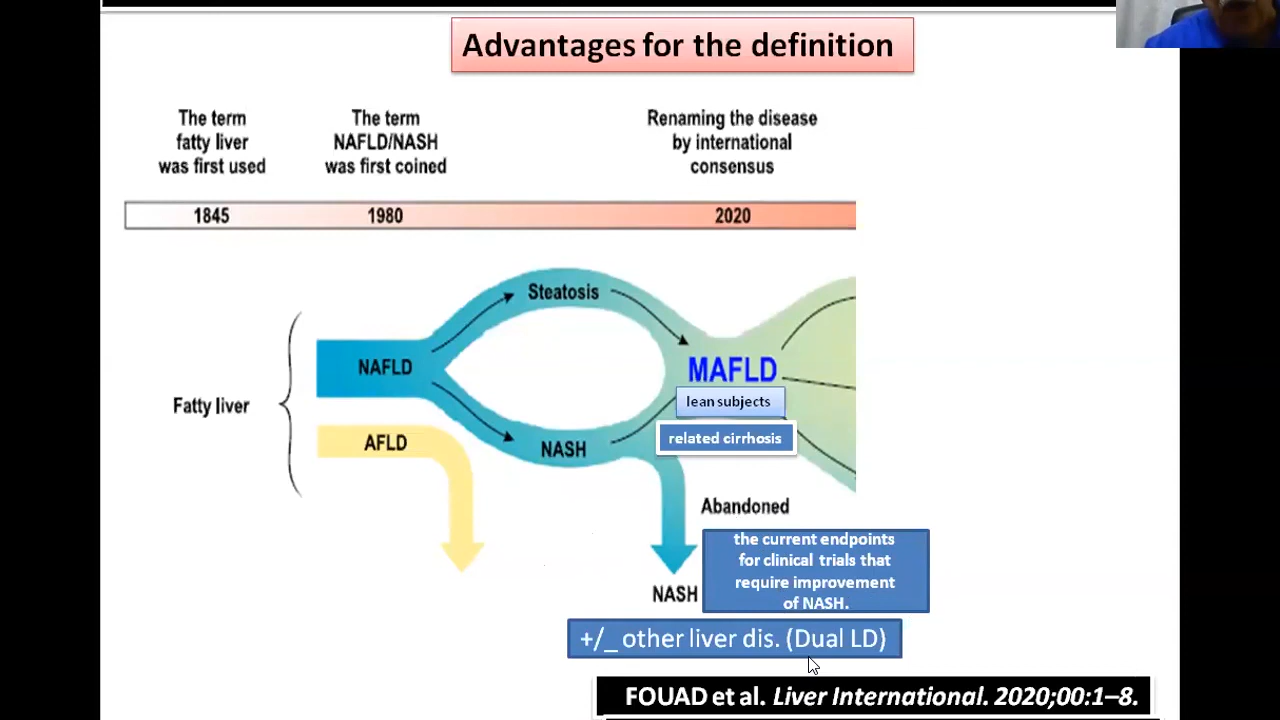 Advantages for the definition
The term
fatty liver
was first used
The term
NAFLD/NASH
was first coined
Renaming the disease
by international
consensus
1845
1980
2020
Steatosis
NAFLD
MAFLD
lean subjects
Fatty liver
related cirrhosis
AFLD
NASH
Abandoned
the current endpoints
for clinical trials that
require improvement
of NASH.
NASH
+/_ other liver dis. (Dual LD)
FOUAD et al. Liver International. 2020;00:1–8.